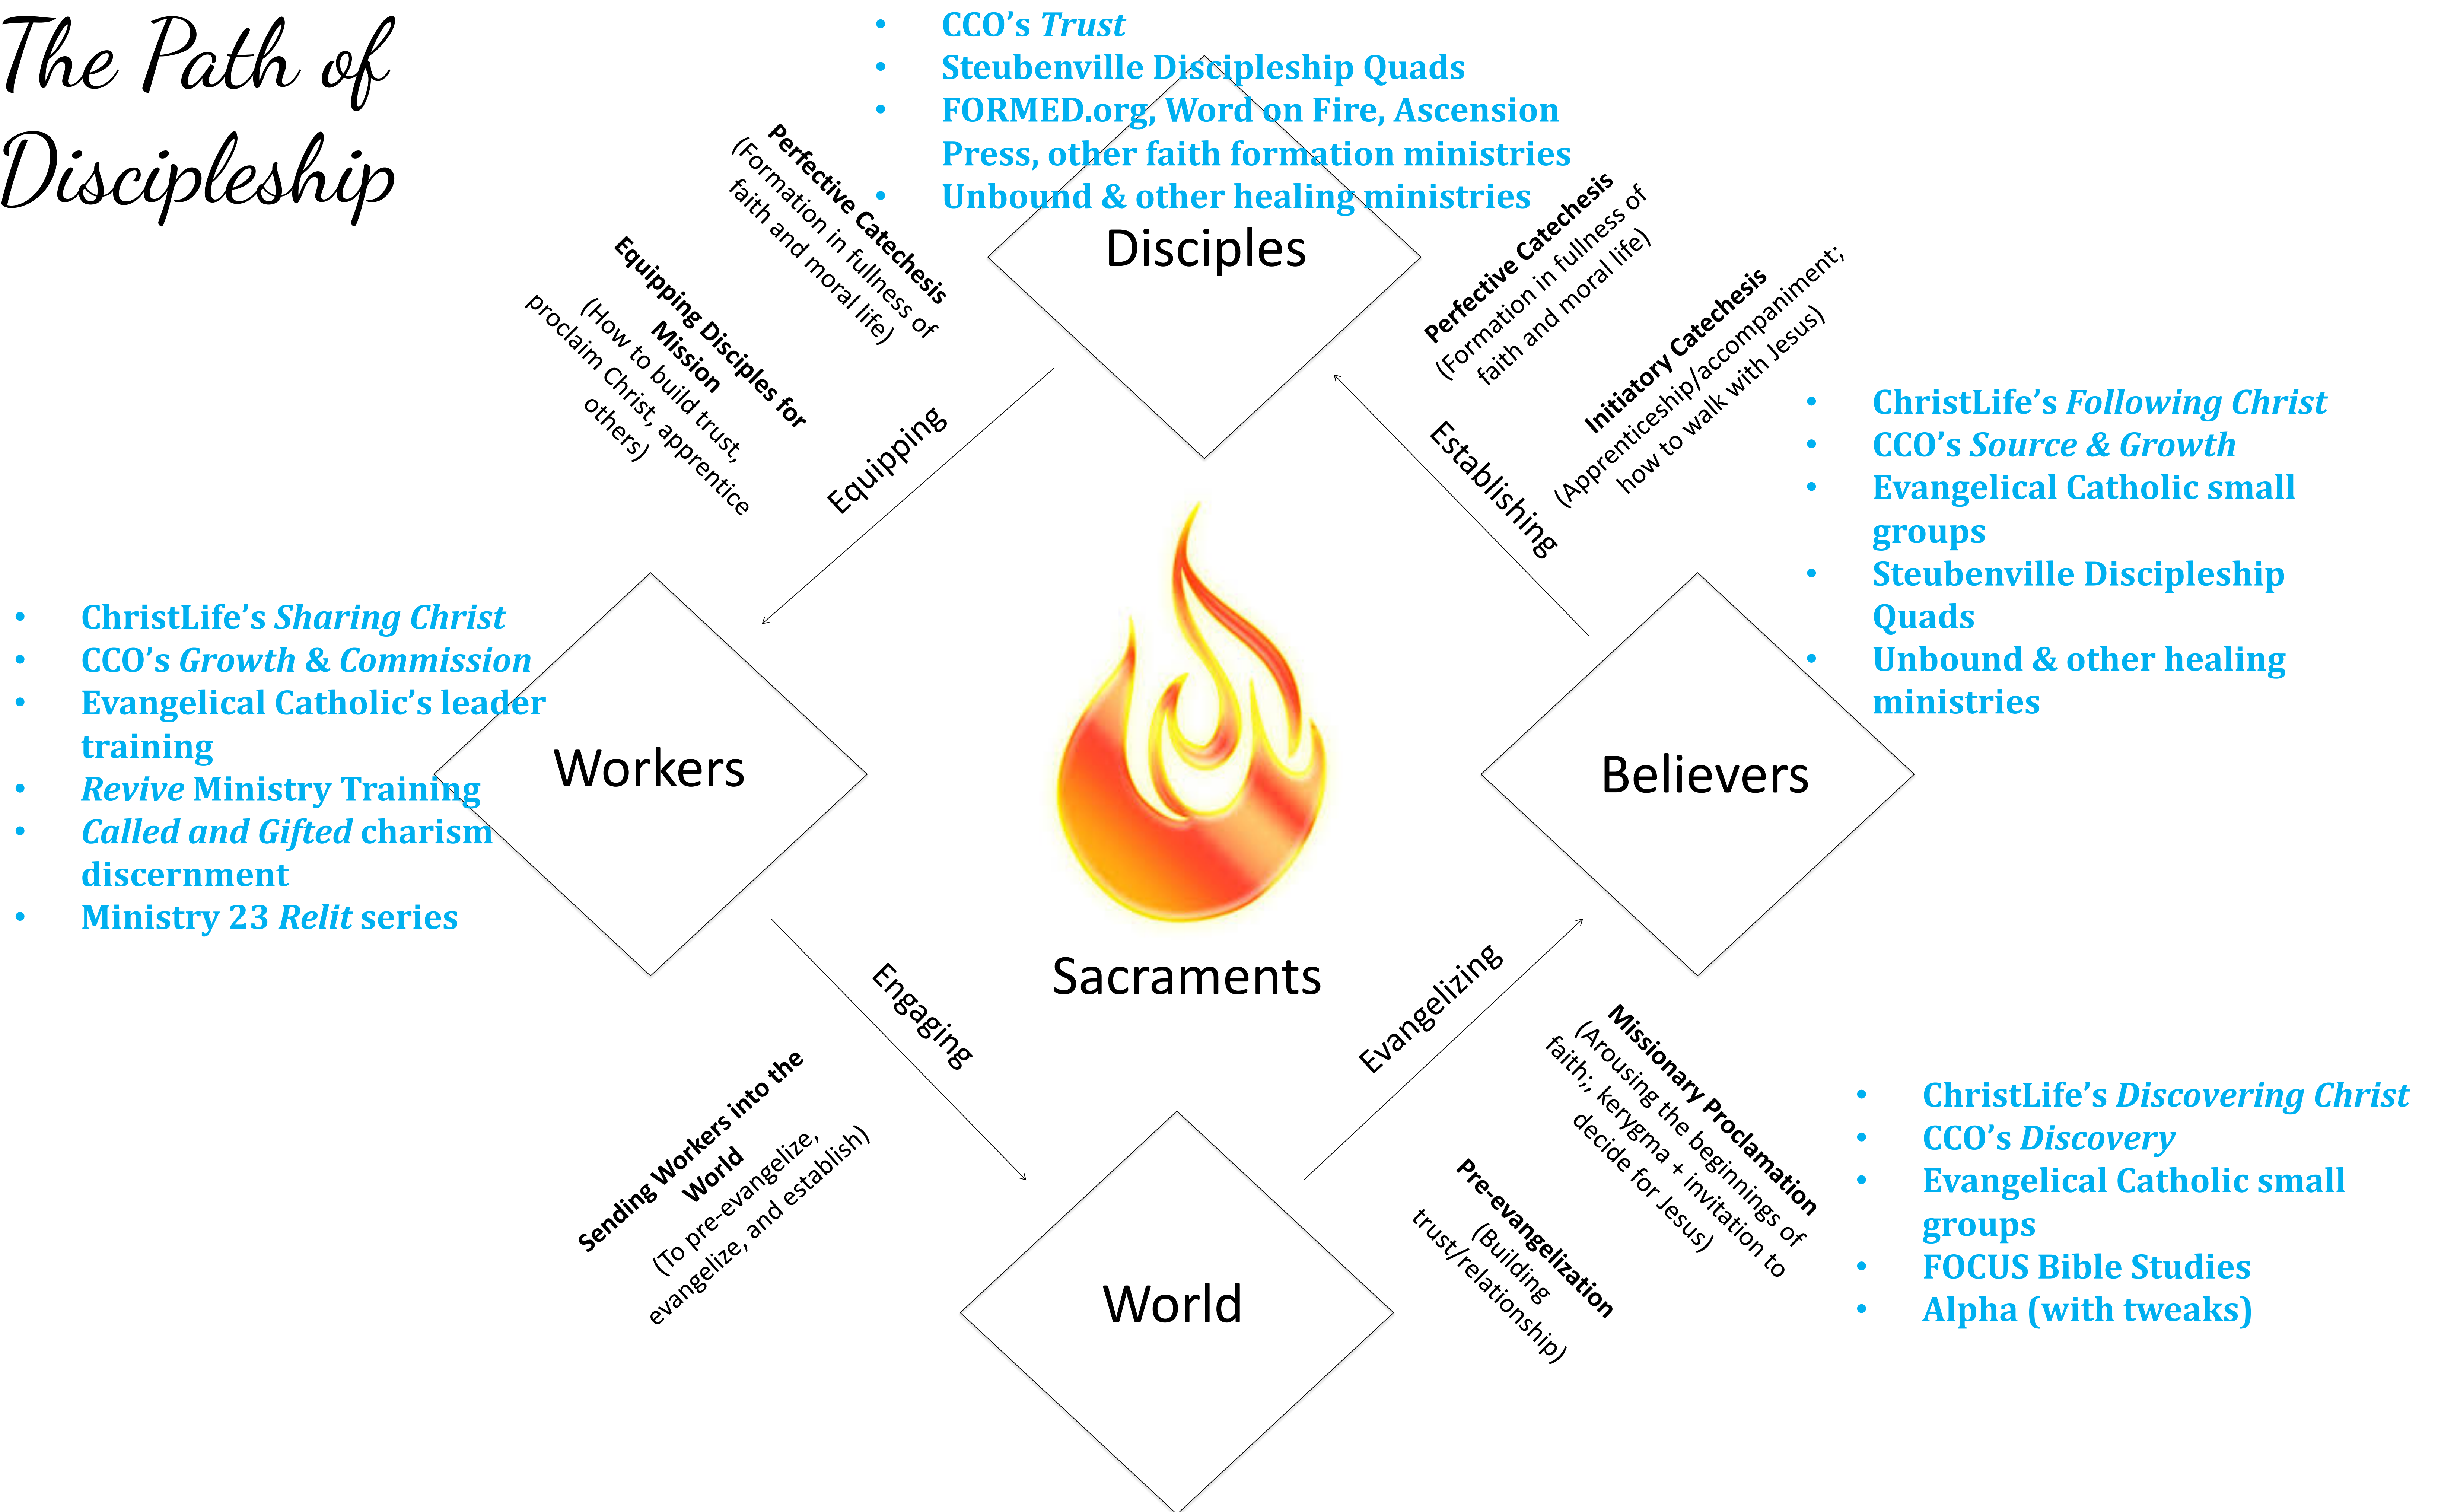 The Path of
Discipleship
• CCO’s Trust
• Steubenville Discipleship Quads
• FORMED.org, Word on Fire, Ascension
Press, other faith formation ministries
• Unbound & other healing ministries
Disciples
Perfective Catechesis
(Formation in fullness of
faith and moral life)
Equipping Disciples for
Mission
(How to build trust,
proclaim Christ, apprentice
others)
Equipping
Perfective Catechesis
(Formation in fullness of
faith and moral life)
Initiatory Catechesis
(Apprenticeship/accompaniment;
how to walk with Jesus)
Establishing
• ChristLife’s Following Christ
• CCO’s Source & Growth
• Evangelical Catholic small
groups
• Steubenville Discipleship
Quads
• Unbound & other healing
ministries
• ChristLife’s Sharing Christ
• CCO’s Growth & Commission
• Evangelical Catholic’s leader
training
• Revive Ministry Training
• Called and Gifted charism
discernment
• Ministry 23 Relit series
Workers
Believers
Sacraments
Engaging
Sending Workers into the
World
(To pre-evangelize,
evangelize, and establish)
Evangelizing
Missionary Proclamation
(Arousing the beginnings of
faith;, kerygma + invitation to
decide for Jesus)
Pre-evangelization
(Building
trust/relationship)
• ChristLife’s Discovering Christ
• CCO’s Discovery
• Evangelical Catholic small
groups
• FOCUS Bible Studies
• Alpha (with tweaks)
World